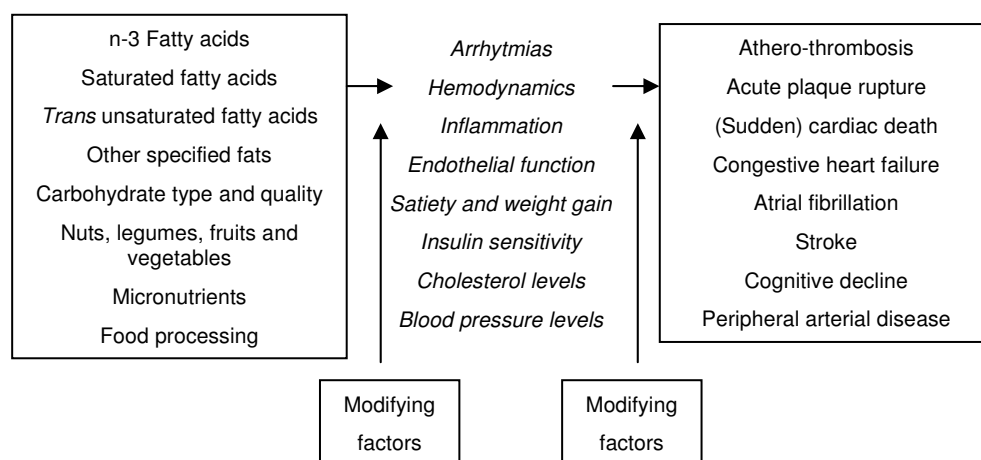 n-3 Fatty acids
Saturated fatty acids
Trans unsaturated fatty acids
Other specified fats
Carbohydrate type and quality
Nuts, legumes, fruits and
vegetables
Micronutrients
Food processing
Arrhytmias
Hemodynamics
Inflammation
Endothelial function
Satiety and weight gain
Insulin sensitivity
Cholesterol levels
Blood pressure levels
Athero-thrombosis
Acute plaque rupture
(Sudden) cardiac death
Congestive heart failure
Atrial fibrillation
Stroke
Cognitive decline
Peripheral arterial disease
Modifying
factors
Modifying
factors